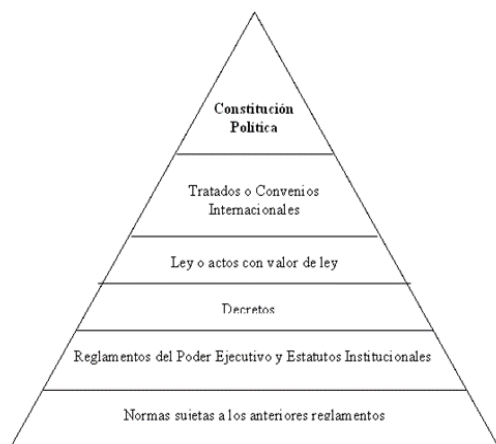 Constitución
Política
Tratados o Convenios
Internacionales
Ley o actos con valor de ley
Decretos
Reglamentos del Poder Ejecutivo y Estatutos Institucionales
Normas sujetas a los anteriores reglamentos